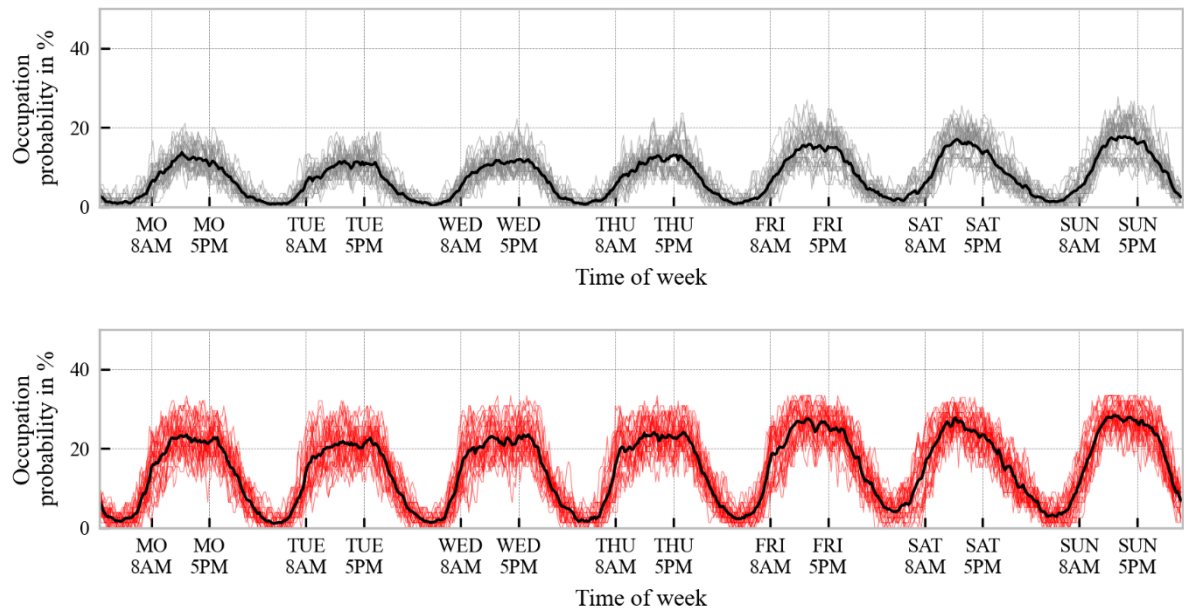 Occupation
probability in %
40
20
0
MO MO TUE TUE WED WED THU THU FRI FRI SAT SAT SUN SUN
8AM 5PM 8AM 5PM 8AM 5PM 8AM 5PM 8AM 5PM 8AM 5PM 8AM 5PM
Time of week
Occupation
probability in %
40
20
0
MO MO TUE TUE WED WED THU THU FRI FRI SAT SAT SUN SUN
8AM 5PM 8AM 5PM 8AM 5PM 8AM 5PM 8AM 5PM 8AM 5PM 8AM 5PM
Time of week